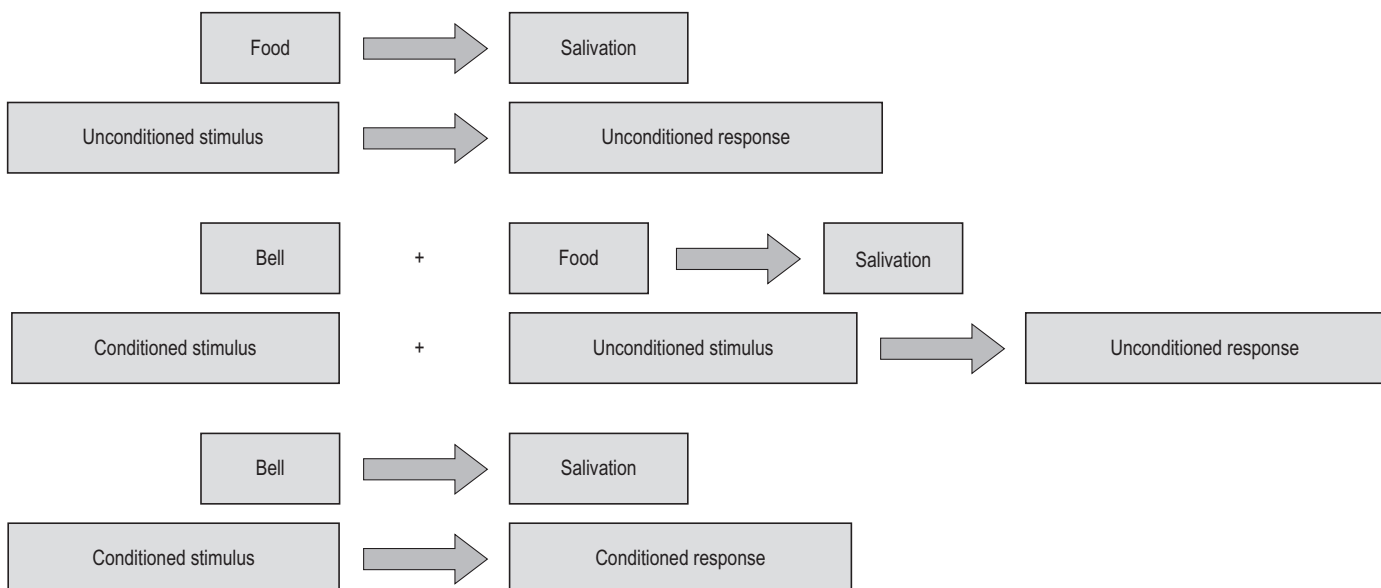 Food Salivation
Unconditioned stimulus Unconditioned response
Bell + Food Salivation
Conditioned stimulus + Unconditioned stimulus Unconditioned response
Bell Salivation
Conditioned stimulus Conditioned response